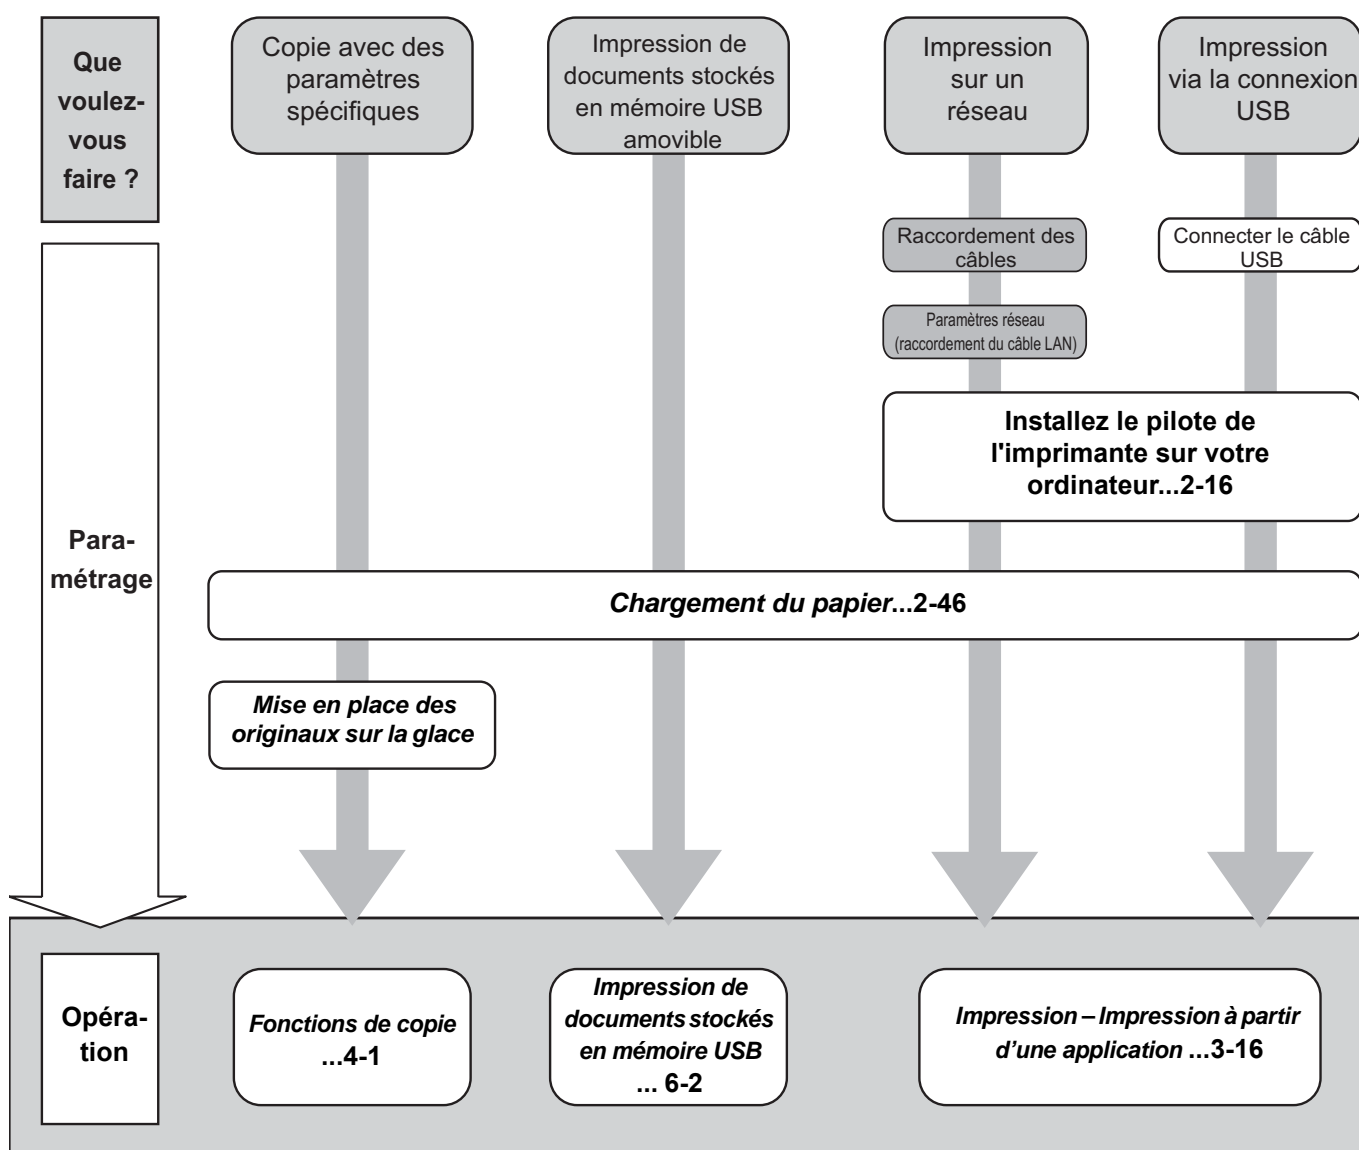 Que
voulez-
vous
faire ?
Copie avec des
paramètres
spécifiques
Impression de
documents stockés
en mémoire USB
amovible
Impression
sur un
réseau
Impression
via la connexion
USB
Raccordement des
câbles
Connecter le câble
USB
Paramètres réseau
(raccordement du câble LAN)
Installez le pilote de
l'imprimante sur votre
ordinateur...2-16
Para-
métrage
Chargement du papier...2-46
Mise en place des
originaux sur la glace
Opéra-
tion
Fonctions de copie
...4-1
Impression de
documents stockés
en mémoire USB
... 6-2
Impression – Impression à partir
d’une application ...3-16